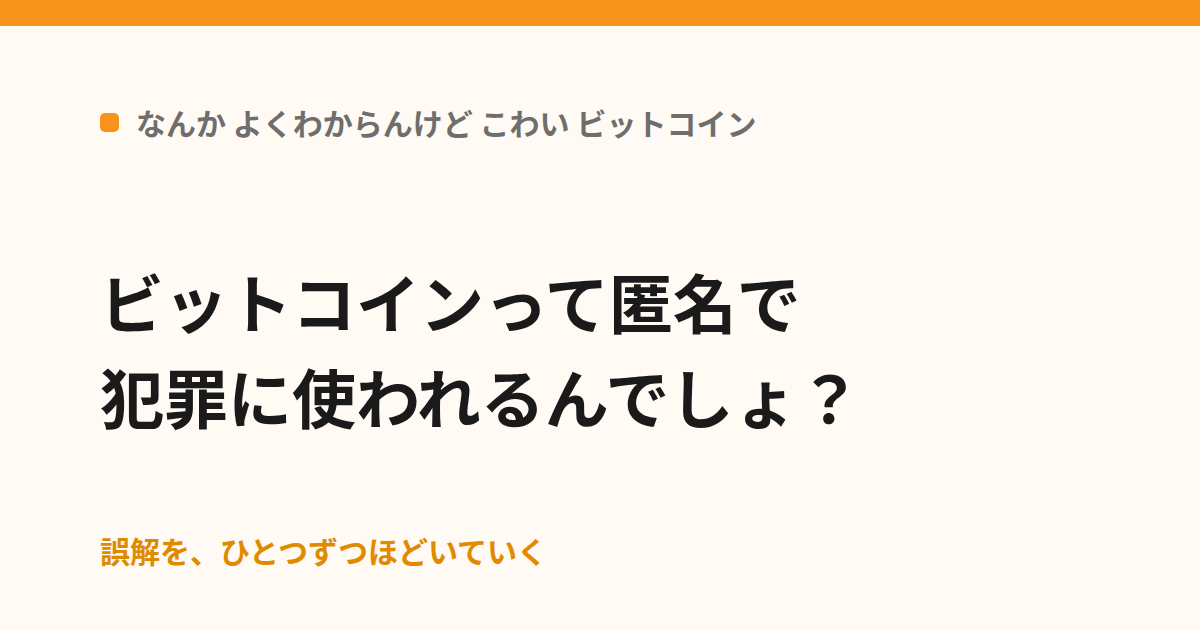 なんか よくわからんけど こわい ビットコイン
ビットコインって匿名で
犯罪に使われるんでしょ？
誤解を、ひとつずつほどいていく